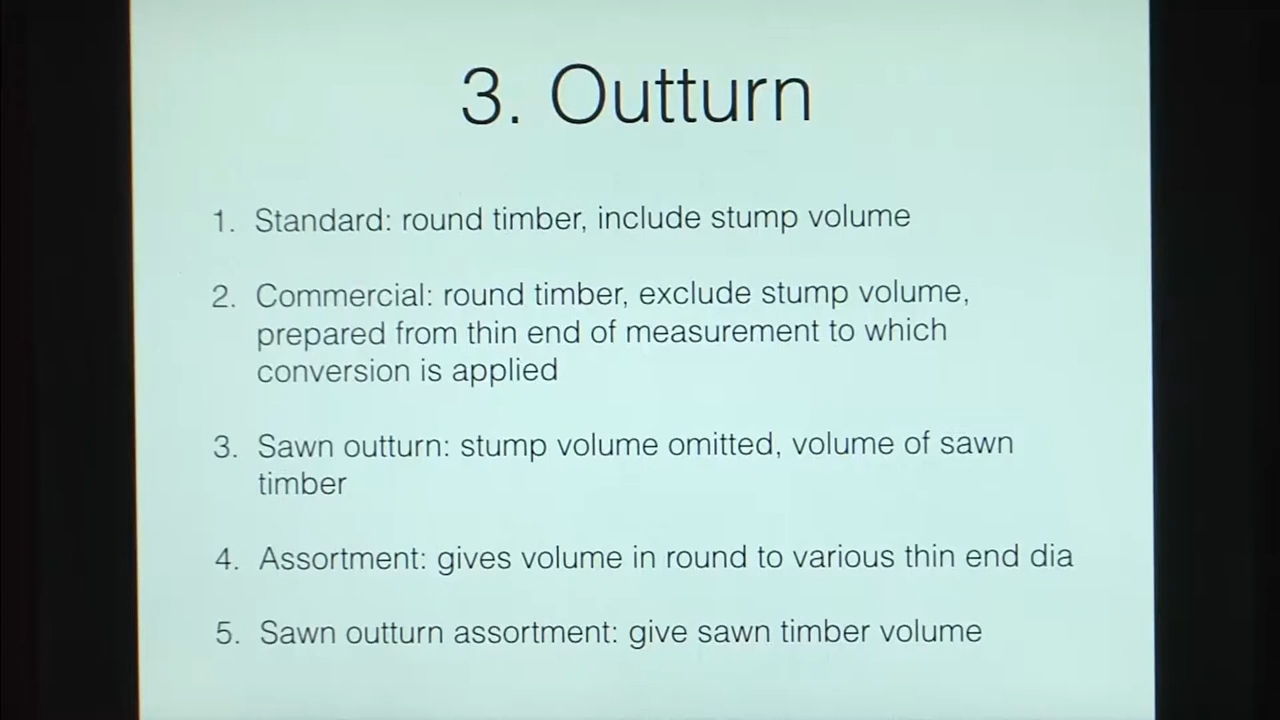 3. Outturn
1. Standard: round timber, include stump volume
2. Commercial: round timber, exclude stump volume,
prepared from thin end of measurement to which
conversion is applied
3. Sawn outturn: stump volume omitted, volume of sawn
timber
4. Assortment: gives volume in round to various thin end dia
5. Sawn outturn assortment: give sawn timber volume